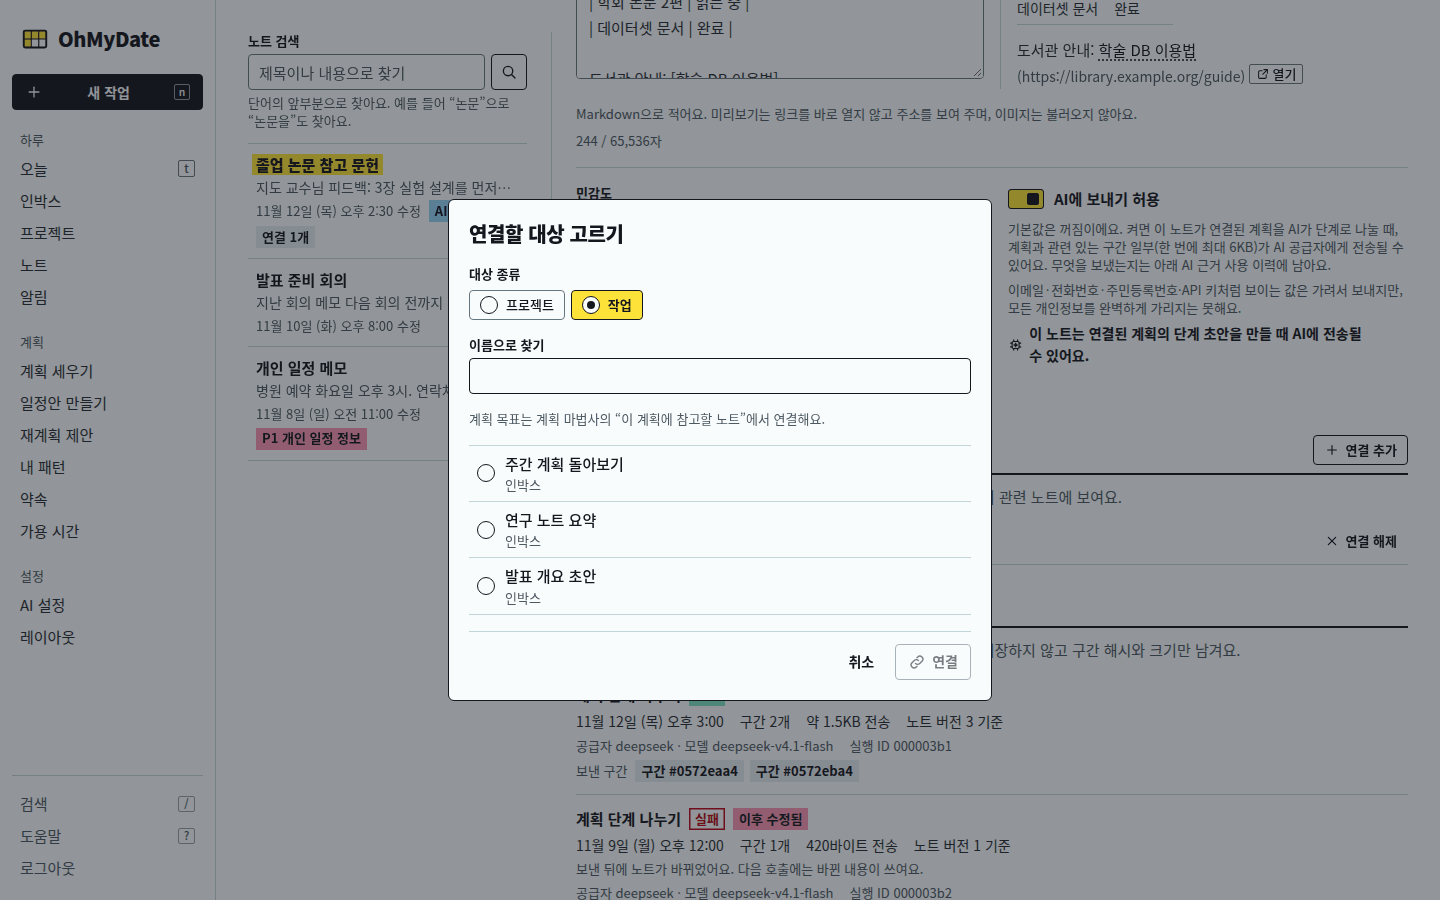 OhMyDate
새 작업 n
하루
오늘 t
인박스
프로젝트
노트
알림
계획
계획 세우기
일정안 만들기
재계획 제안
내 패턴
약속
가용 시간
설정
AI 설정
레이아웃
검색 /
도움말 ?
로그아웃
노트 검색
제목이나 내용으로 찾기
단어의 앞부분으로 찾아요. 예를 들어 “논문”으로
“논문을”도 찾아요.
졸업 논문 참고 문헌
지도 교수님 피드백: 3장 실험 설계를 먼저…
11월 12일 (목) 오후 2:30 수정 AI
연결 1개
발표 준비 회의
지난 회의 메모 다음 회의 전까지
11월 10일 (화) 오후 8:00 수정
개인 일정 메모
병원 예약 화요일 오후 3시. 연락처
11월 8일 (일) 오전 11:00 수정
P1 개인 일정 정보
| 학회 논문 2편 | 읽는 중 |
| 데이터셋 문서 | 완료 |
도서관 안내: [학술 DB 이용법]
데이터셋 문서 완료
도서관 안내: 학술 DB 이용법
(https://library.example.org/guide) 열기
Markdown으로 적어요. 미리보기는 링크를 바로 열지 않고 주소를 보여 주며, 이미지는 불러오지 않아요.
244 / 65,536자
민감도
AI에 보내기 허용
기본값은 꺼짐이에요. 켜면 이 노트가 연결된 계획을 AI가 단계로 나눌 때,
계획과 관련 있는 구간 일부(한 번에 최대 6KB)가 AI 공급자에게 전송될 수
있어요. 무엇을 보냈는지는 아래 AI 근거 사용 이력에 남아요.
이메일·전화번호·주민등록번호·API 키처럼 보이는 값은 가려서 보내지만,
모든 개인정보를 완벽하게 가리지는 못해요.
이 노트는 연결된 계획의 단계 초안을 만들 때 AI에 전송될
수 있어요.
연결 추가
관련 노트에 보여요.
연결 해제
장하지 않고 구간 해시와 크기만 남겨요.
연결할 대상 고르기
대상 종류
프로젝트 작업
이름으로 찾기
계획 목표는 계획 마법사의 “이 계획에 참고할 노트”에서 연결해요.
주간 계획 돌아보기
인박스
연구 노트 요약
인박스
발표 개요 초안
인박스
취소 연결
11월 12일 (목) 오후 3:00 구간 2개 약 1.5KB 전송 노트 버전 3 기준
공급자 deepseek · 모델 deepseek-v4.1-flash 실행 ID 000003b1
보낸 구간 구간 #0572eaa4 구간 #0572eba4
계획 단계 나누기 실패 이후 수정됨
11월 9일 (월) 오후 12:00 구간 1개 420바이트 전송 노트 버전 1 기준
보낸 뒤에 노트가 바뀌었어요. 다음 호출에는 바뀐 내용이 쓰여요.
공급자 deepseek · 모델 deepseek-v4.1-flash 실행 ID 000003b2